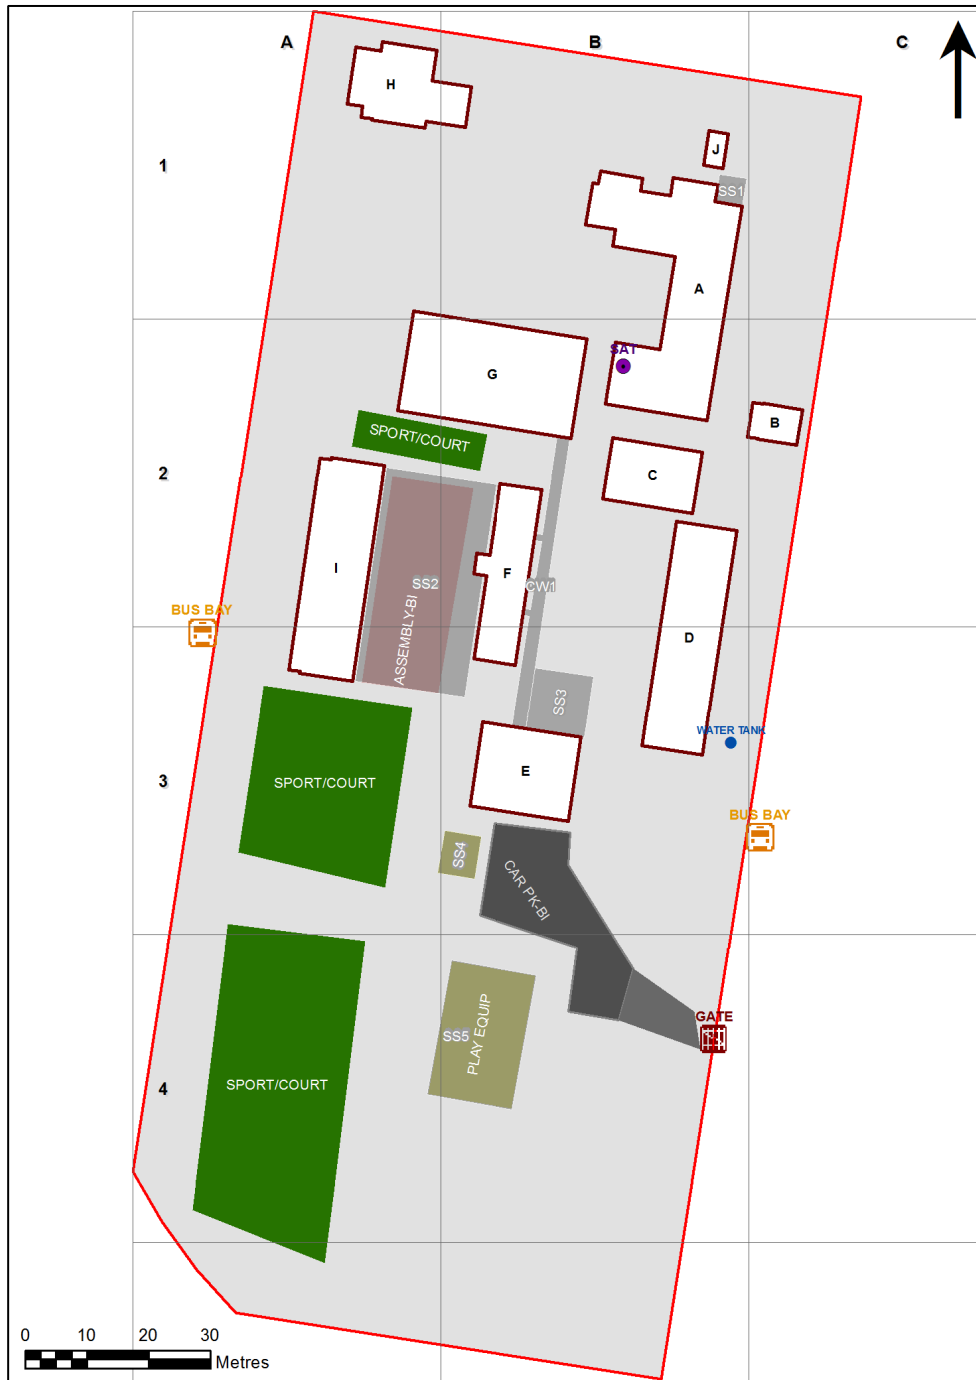 A
B
C
H
J
1
SS1
A
SAT
G
B
SPORT/COURT
2
C
I
F
SS2
CW1
ASSEMBLY-BI
BUS BAY
D
SS3
WATER TANK
E
3
SPORT/COURT
BUS BAY
SS4
CAR PK-BI
GATE
SS5
PLAY EQUIP
SPORT/COURT
4
0 10 20 30
Metres